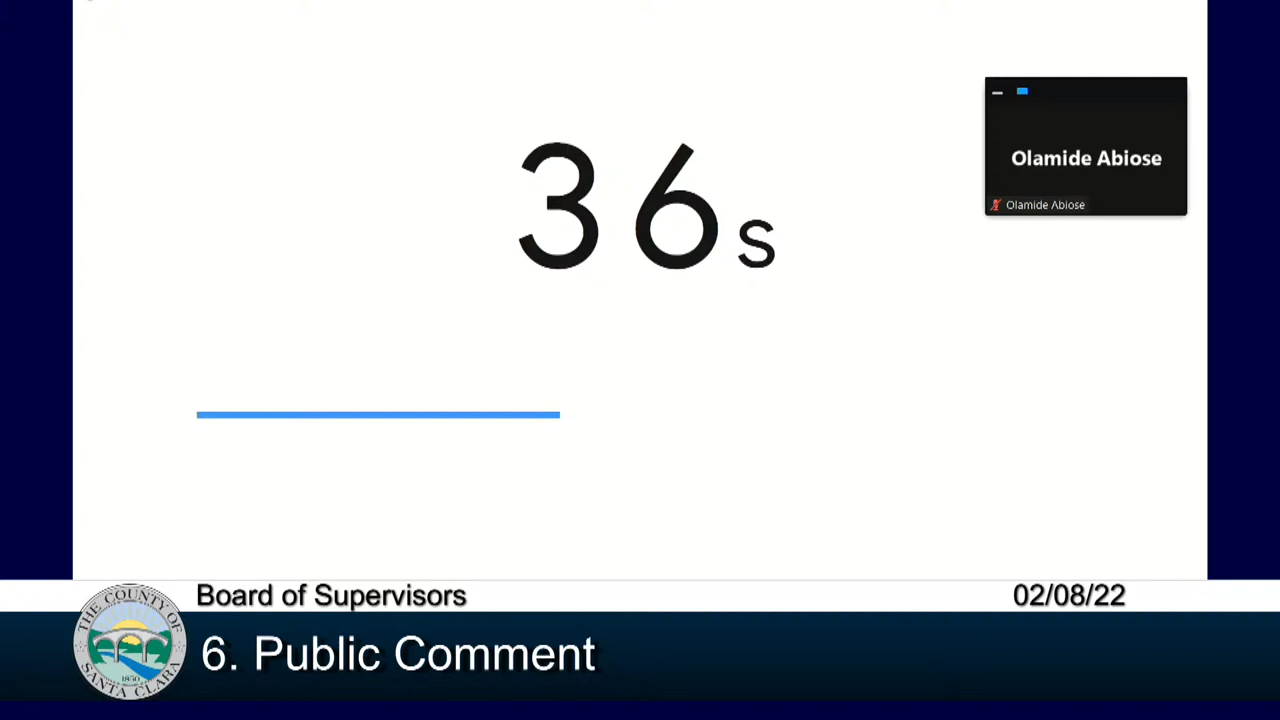 36s
Olamide Abiose
Olamide Abiose
Board of Supervisors
02/08/22
6. Public Comment
THE COUNTY OF
SANTA CLARA
1850